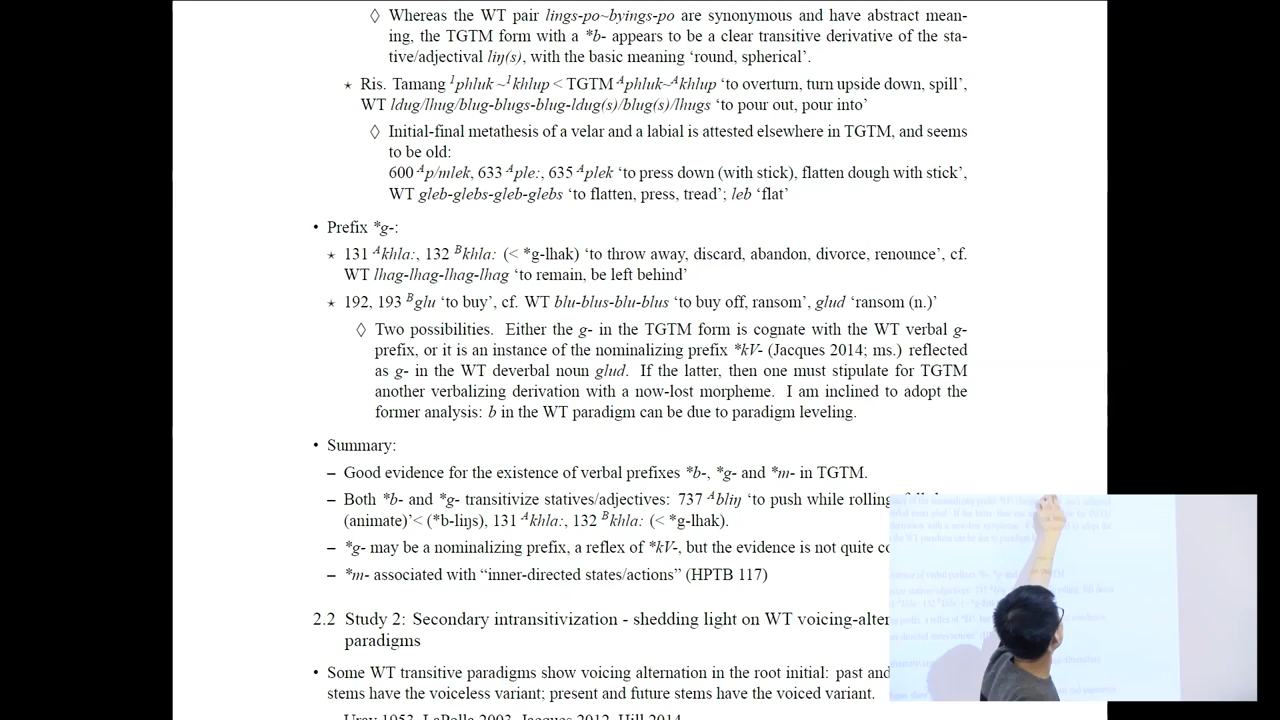 ◊ Whereas the WT pair lings-po~byings-po are synonymous and have abstract mean-
ing, the TGTM form with a *b- appears to be a clear transitive derivative of the sta-
tive/adjectival liŋ(s), with the basic meaning ‘round, spherical’.
⋆ Ris. Tamang ¹phluk ~¹khlup < TGTM ᴬphluk~ᴬkhlup ‘to overturn, turn upside down, spill’,
WT ldug/lhug/blug-blugs-blug-ldug(s)/blug(s)/lhugs ‘to pour out, pour into’
◊ Initial-final metathesis of a velar and a labial is attested elsewhere in TGTM, and seems
to be old:
600 ᴬp/mlek, 633 ᴬple:, 635 ᴬplek ‘to press down (with stick), flatten dough with stick’,
WT gleb-glebs-gleb-glebs ‘to flatten, press, tread’; leb ‘flat’
• Prefix *g-:
⋆ 131 ᴬkhla:, 132 ᴮkhla: (< *g-lhak) ‘to throw away, discard, abandon, divorce, renounce’, cf.
WT lhag-lhag-lhag-lhag ‘to remain, be left behind’
⋆ 192, 193 ᴮglu ‘to buy’, cf. WT blu-blus-blu-blus ‘to buy off, ransom’, glud ‘ransom (n.)’
◊ Two possibilities. Either the g- in the TGTM form is cognate with the WT verbal g-
prefix, or it is an instance of the nominalizing prefix *kV- (Jacques 2014; ms.) reflected
as g- in the WT deverbal noun glud. If the latter, then one must stipulate for TGTM
another verbalizing derivation with a now-lost morpheme. I am inclined to adopt the
former analysis: b in the WT paradigm can be due to paradigm leveling.
• Summary:
– Good evidence for the existence of verbal prefixes *b-, *g- and *m- in TGTM.
– Both *b- and *g- transitivize statives/adjectives: 737 ᴬbliŋ ‘to push while rolling,
(animate)’< (*b-liŋs), 131 ᴬkhla:, 132 ᴮkhla: (< *g-lhak).
– *g- may be a nominalizing prefix, a reflex of *kV-, but the evidence is not quite co
– *m- associated with “inner-directed states/actions” (HPTB 117)
2.2 Study 2: Secondary intransitivization - shedding light on WT voicing-alter
paradigms
• Some WT transitive paradigms show voicing alternation in the root initial: past and
stems have the voiceless variant; present and future stems have the voiced variant.
Uray 1953, LaPolla 2003, Jacques 2012, Hill 2014